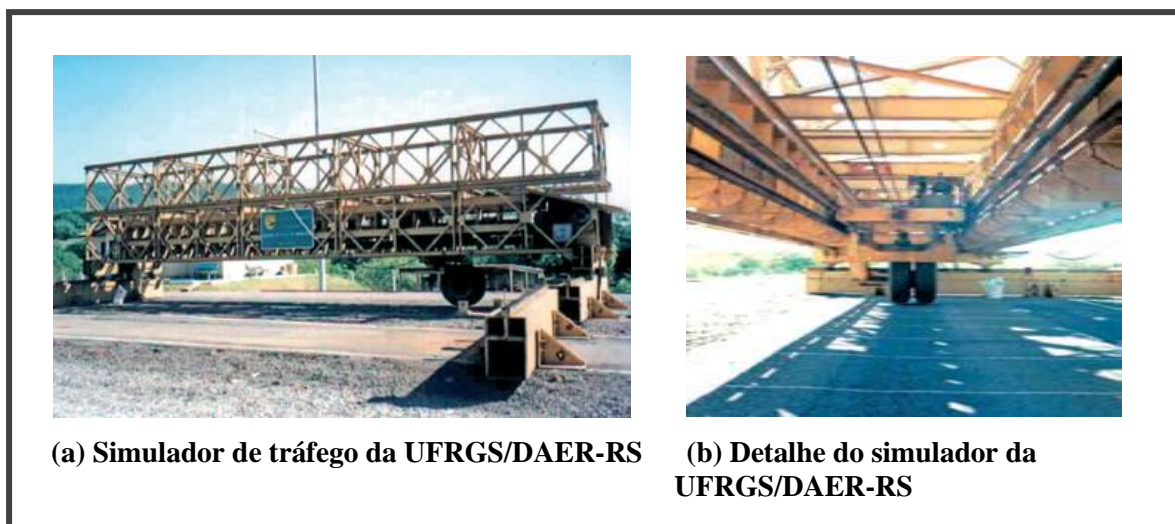 (a) Simulador de tráfego da UFRGS/DAER-RS
(b) Detalhe do simulador da
UFRGS/DAER-RS